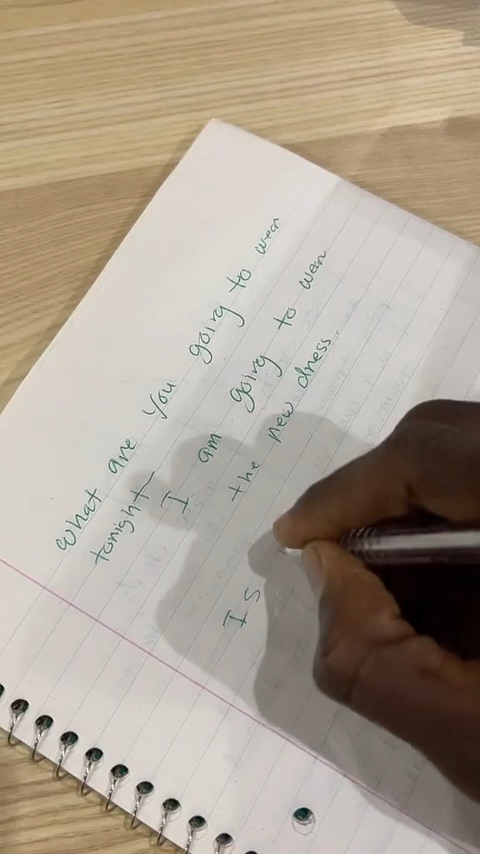 what are you going to wear
tonight
I am going to wear
the new dress.
Is